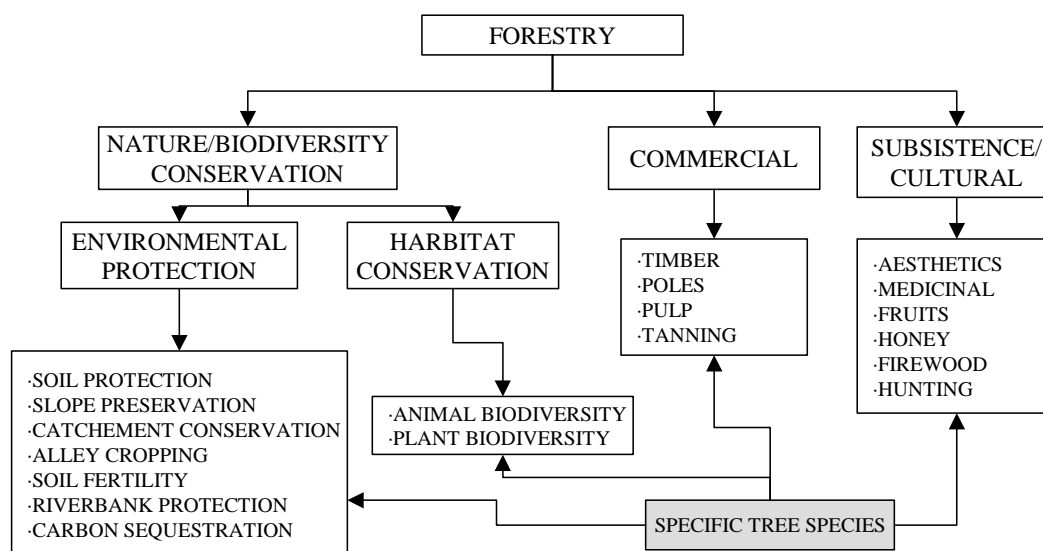 FORESTRY
NATURE/BIODIVERSITY
CONSERVATION
COMMERCIAL
SUBSISTENCE/
CULTURAL
ENVIRONMENTAL
PROTECTION
HARBITAT
CONSERVATION
·TIMBER
·POLES
·PULP
·TANNING
·AESTHETICS
·MEDICINAL
·FRUITS
·HONEY
·FIREWOOD
·HUNTING
·SOIL PROTECTION
·SLOPE PRESERVATION
·CATCHEMENT CONSERVATION
·ALLEY CROPPING
·SOIL FERTILITY
·RIVERBANK PROTECTION
·CARBON SEQUESTRATION
·ANIMAL BIODIVERSITY
·PLANT BIODIVERSITY
SPECIFIC TREE SPECIES